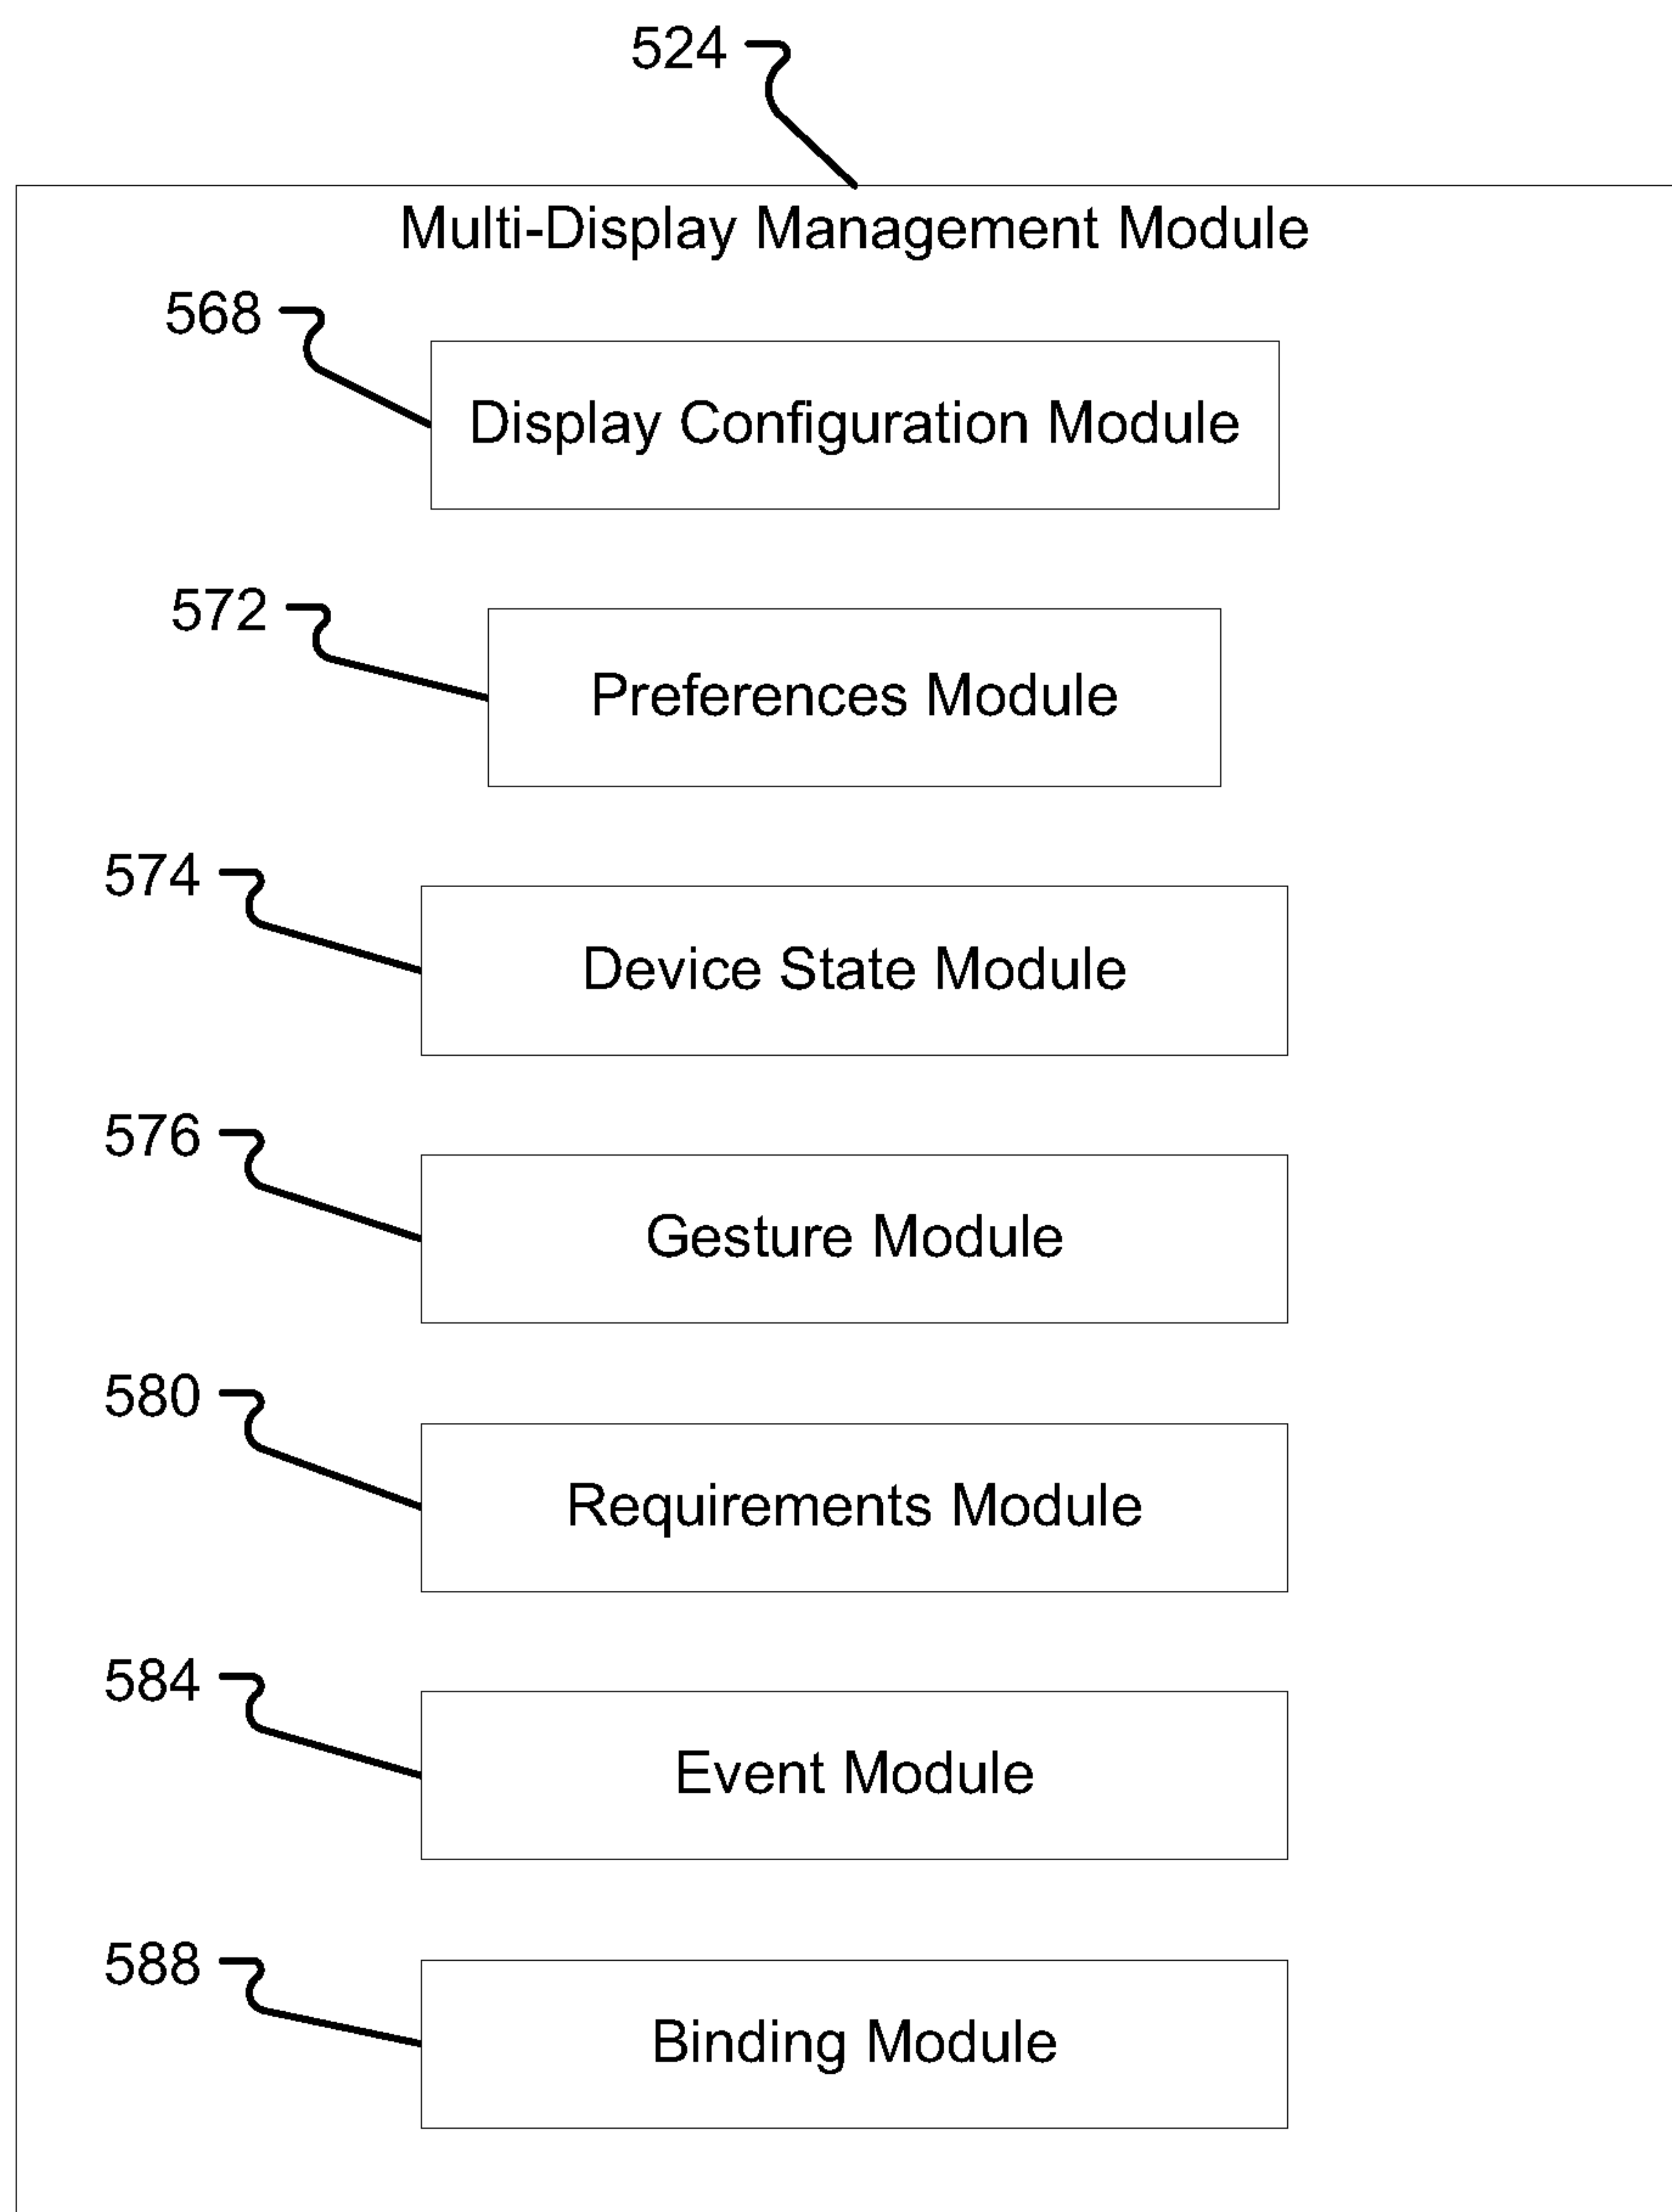 524
Multi-Display Management Module
568
Display Configuration Module
572
Preferences Module
574
Device State Module
576
Gesture Module
580
Requirements Module
584
Event Module
588
Binding Module